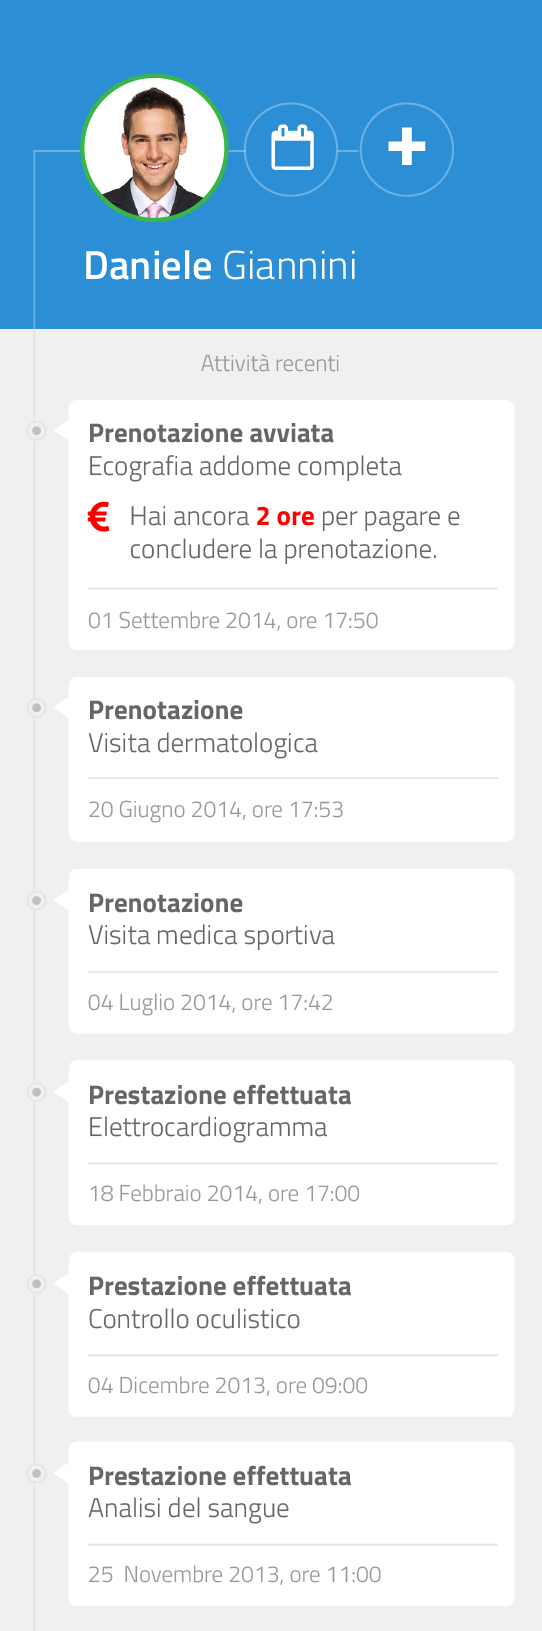 Daniele Giannini
Attività recenti
Prenotazione avviata
Ecografia addome completa
€ Hai ancora 2 ore per pagare e
concludere la prenotazione.
01 Settembre 2014, ore 17:50
Prenotazione
Visita dermatologica
20 Giugno 2014, ore 17:53
Prenotazione
Visita medica sportiva
04 Luglio 2014, ore 17:42
Prestazione effettuata
Elettrocardiogramma
18 Febbraio 2014, ore 17:00
Prestazione effettuata
Controllo oculistico
04 Dicembre 2013, ore 09:00
Prestazione effettuata
Analisi del sangue
25  Novembre 2013, ore 11:00